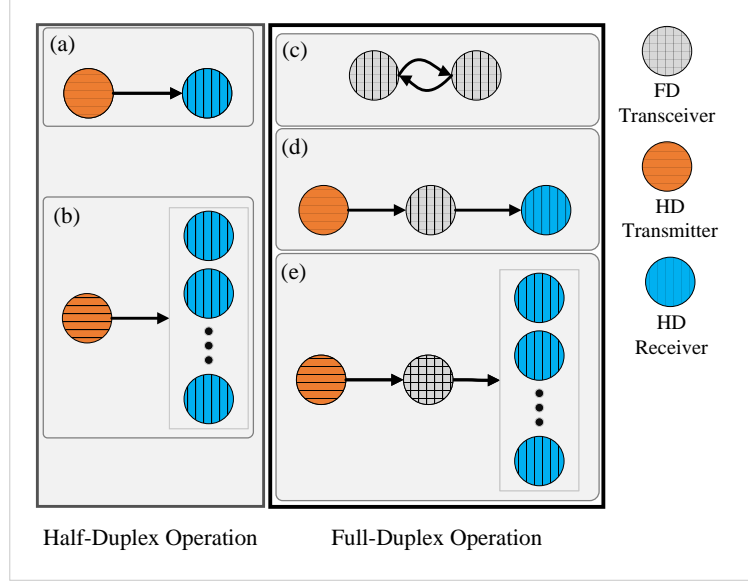 (a)
(b)
Half-Duplex Operation
(c)
(d)
(e)
Full-Duplex Operation
FD
Transceiver
HD
Transmitter
HD
Receiver